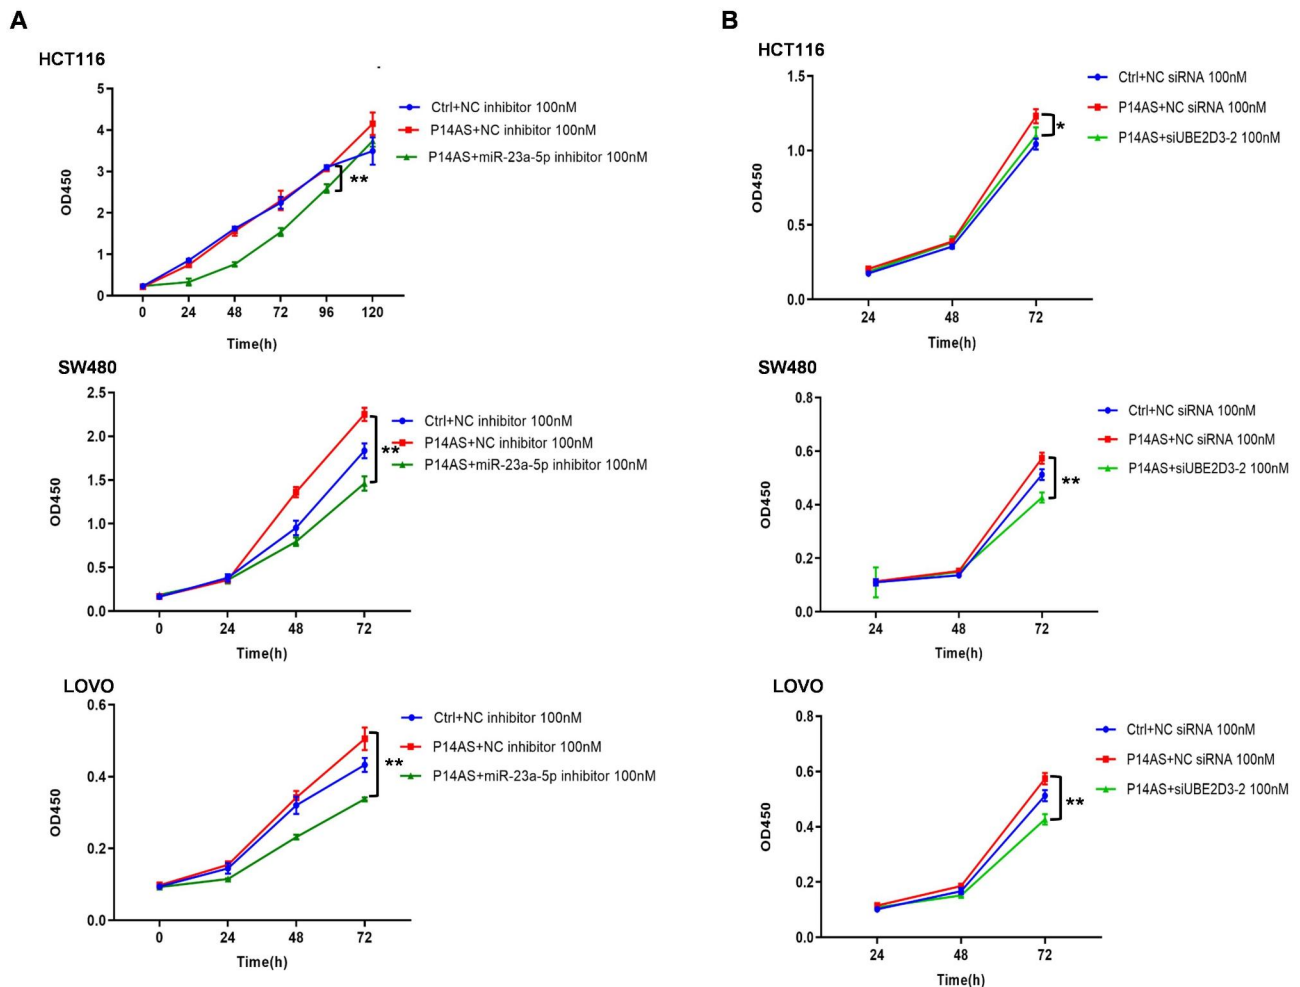 A
HCT116
5
4
3
2
1
0
OD450
0 24 48 72 96 120
Time(h)
Ctrl+NC inhibitor 100nM
P14AS+NC inhibitor 100nM
P14AS+miR-23a-5p inhibitor 100nM
**
SW480
2.5
2.0
1.5
1.0
0.5
0.0
OD450
0 24 48 72
Time(h)
Ctrl+NC inhibitor 100nM
P14AS+NC inhibitor 100nM
P14AS+miR-23a-5p inhibitor 100nM
**
LOVO
0.6
0.4
0.2
0.0
OD450
0 24 48 72
Time(h)
Ctrl+NC inhibitor 100nM
P14AS+NC inhibitor 100nM
P14AS+miR-23a-5p inhibitor 100nM
**
B
HCT116
1.5
1.0
0.5
0.0
OD450
24 48 72
Time(h)
Ctrl+NC siRNA 100nM
P14AS+NC siRNA 100nM
P14AS+siUBE2D3-2 100nM
*
SW480
0.8
0.6
0.4
0.2
0.0
OD450
24 48 72
Time(h)
Ctrl+NC siRNA 100nM
P14AS+NC siRNA 100nM
P14AS+siUBE2D3-2 100nM
**
LOVO
0.8
0.6
0.4
0.2
0.0
OD450
24 48 72
Time(h)
Ctrl+NC siRNA 100nM
P14AS+NC siRNA 100nM
P14AS+siUBE2D3-2 100nM
**